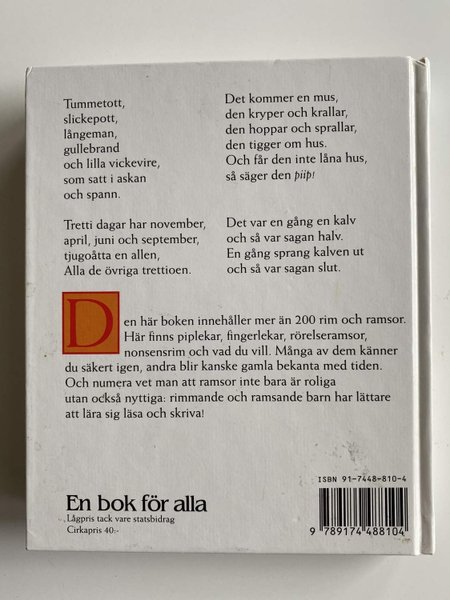 Tummetott,
slickepott,
långeman,
gullebrand
och lilla vickevire,
som satt i askan
och spann.
Det kommer en mus,
den kryper och krallar,
den hoppar och sprallar,
den tigger om hus.
Och får den inte låna hus,
så säger den piip!
Tretti dagar har november,
april, juni och september,
tjugoåtta en allen,
Alla de övriga trettioen.
Det var en gång en kalv
och så var sagan halv.
En gång sprang kalven ut
och så var sagan slut.
Den här boken innehåller mer än 200 rim och ramsor.
Här finns piplekar, fingerlekar, rörelseramsor,
nonsensrim och vad du vill. Många av dem känner
du säkert igen, andra blir kanske gamla bekanta med tiden.
Och numera vet man att ramsor inte bara är roliga
utan också nyttiga: rimmande och ramsande barn har lättare
att lära sig läsa och skriva!
ISBN 91-7448-810-4
En bok för alla
Lågpris tack vare statsbidrag
Cirkapris 40:-
9 789174 488104